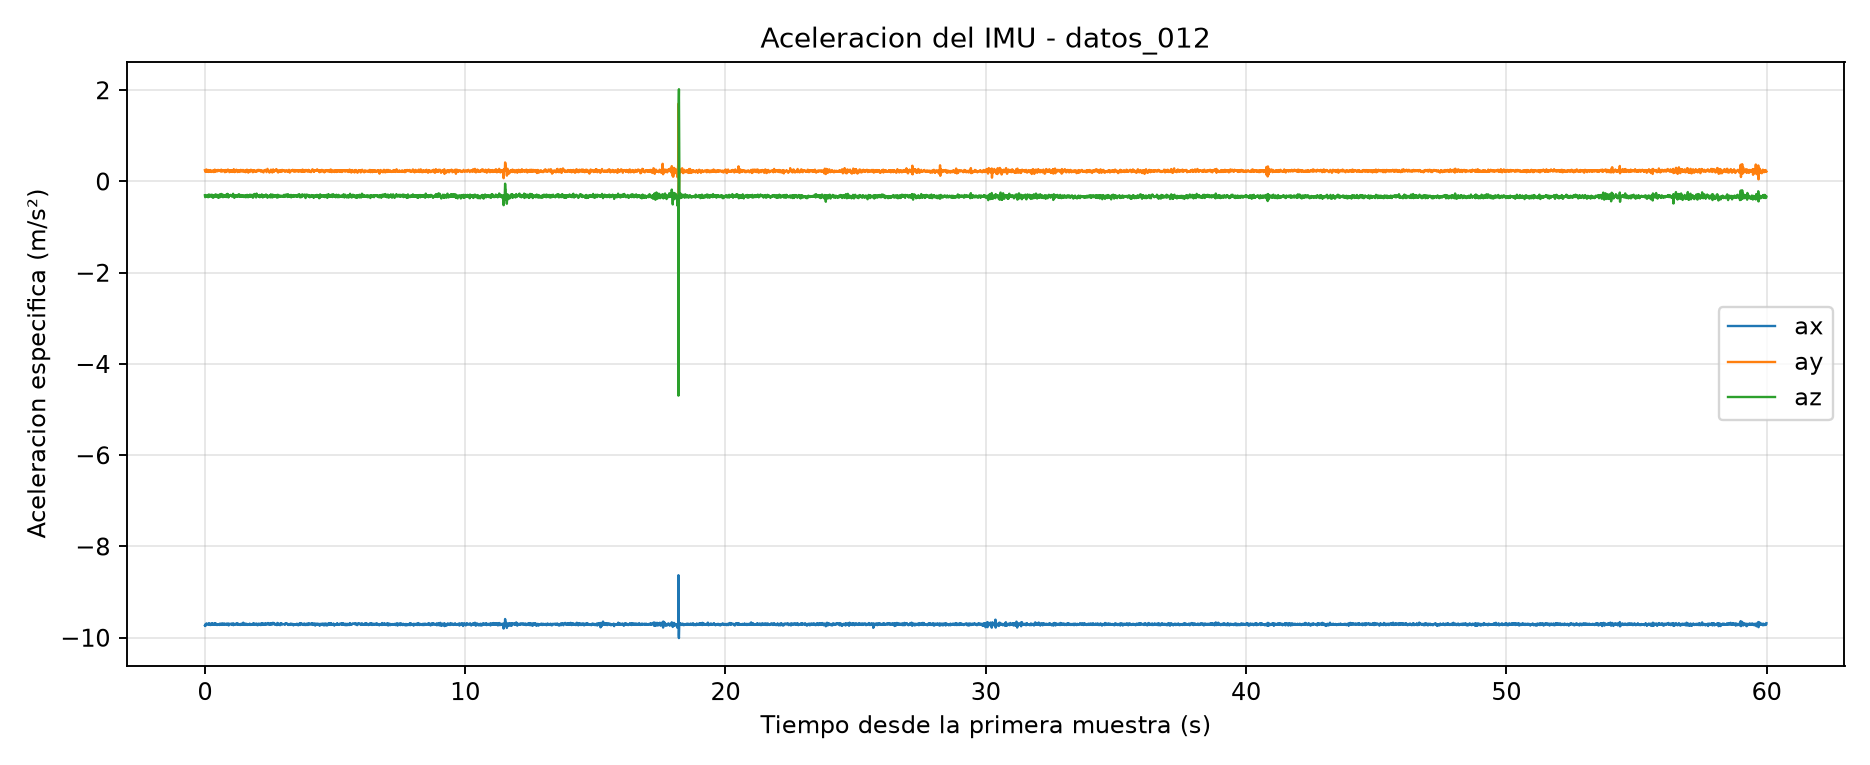 Aceleracion del IMU - datos_012
Aceleracion especifica (m/s²)
2
0
−2
−4
−6
−8
−10
ax
ay
az
0 10 20 30 40 50 60
Tiempo desde la primera muestra (s)